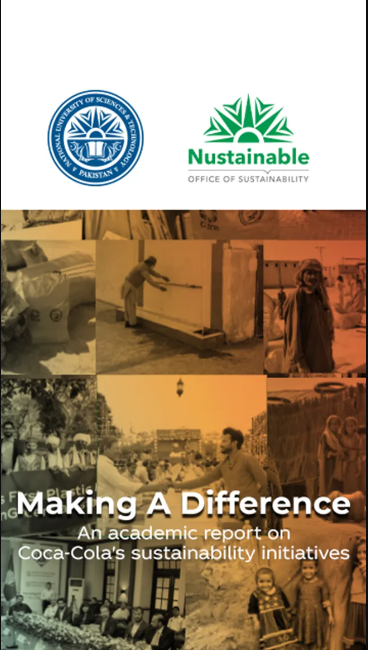 NATIONAL UNIVERSITY OF SCIENCES & TECHNOLOGY
PAKISTAN
Nustainable
OFFICE OF SUSTAINABILITY
Plastic
Making A Difference
An academic report on
Coca-Cola's sustainability initiatives